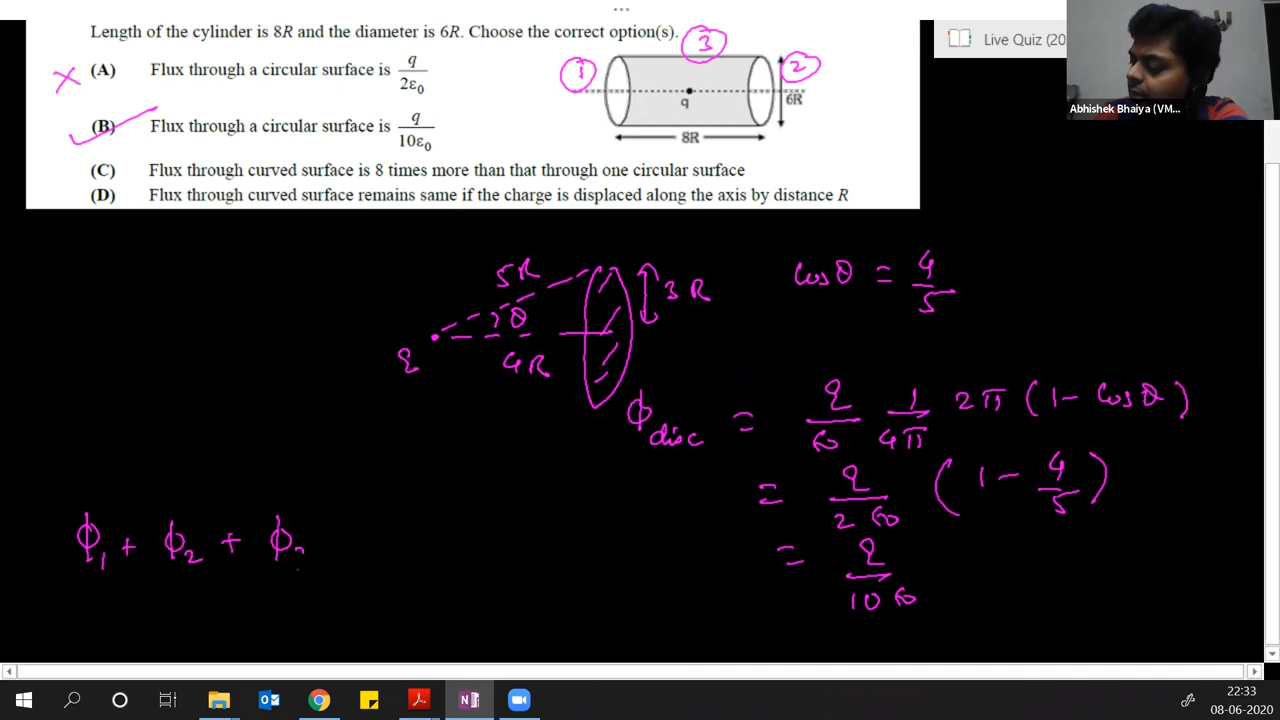 Length of the cylinder is 8R and the diameter is 6R. Choose the correct option(s).
(A) Flux through a circular surface is q/2ε₀
(B) Flux through a circular surface is q/10ε₀
(C) Flux through curved surface is 8 times more than that through one circular surface
(D) Flux through curved surface remains same if the charge is displaced along the axis by distance R
1
3
2
q
6R
8R
Live Quiz (20
Abhishek Bhaiya (VM...
5R
θ
4R
q
3R
cos θ = 4/5
ϕdisc = q/ε₀ 1/4π 2π (1 - cos θ)
= q/2ε₀ (1 - 4/5)
= q/10ε₀
ϕ₁ + ϕ₂ + ϕ
22:33
08-06-2020